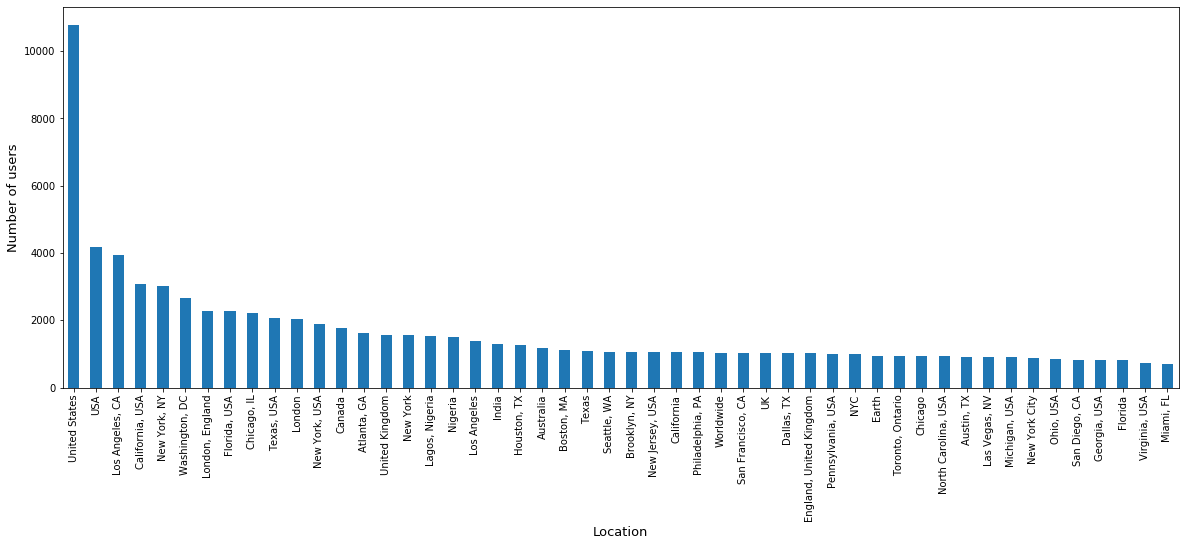 10000
8000
6000
4000
2000
0
Number of users
United States
USA
Los Angeles, CA
California, USA
New York, NY
Washington, DC
London, England
Florida, USA
Chicago, IL
Texas, USA
London
New York, USA
Canada
Atlanta, GA
United Kingdom
New York
Lagos, Nigeria
Nigeria
Los Angeles
India
Houston, TX
Australia
Boston, MA
Texas
Seattle, WA
Brooklyn, NY
New Jersey, USA
California
Philadelphia, PA
Worldwide
San Francisco, CA
UK
Dallas, TX
England, United Kingdom
Pennsylvania, USA
NYC
Earth
Toronto, Ontario
Chicago
North Carolina, USA
Austin, TX
Las Vegas, NV
Michigan, USA
New York City
Ohio, USA
San Diego, CA
Georgia, USA
Florida
Virginia, USA
Miami, FL
Location